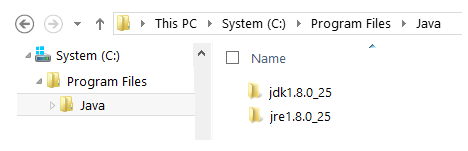 This PC System (C:) Program Files Java
System (C:)
Program Files
Java
Name
jdk1.8.0_25
jre1.8.0_25